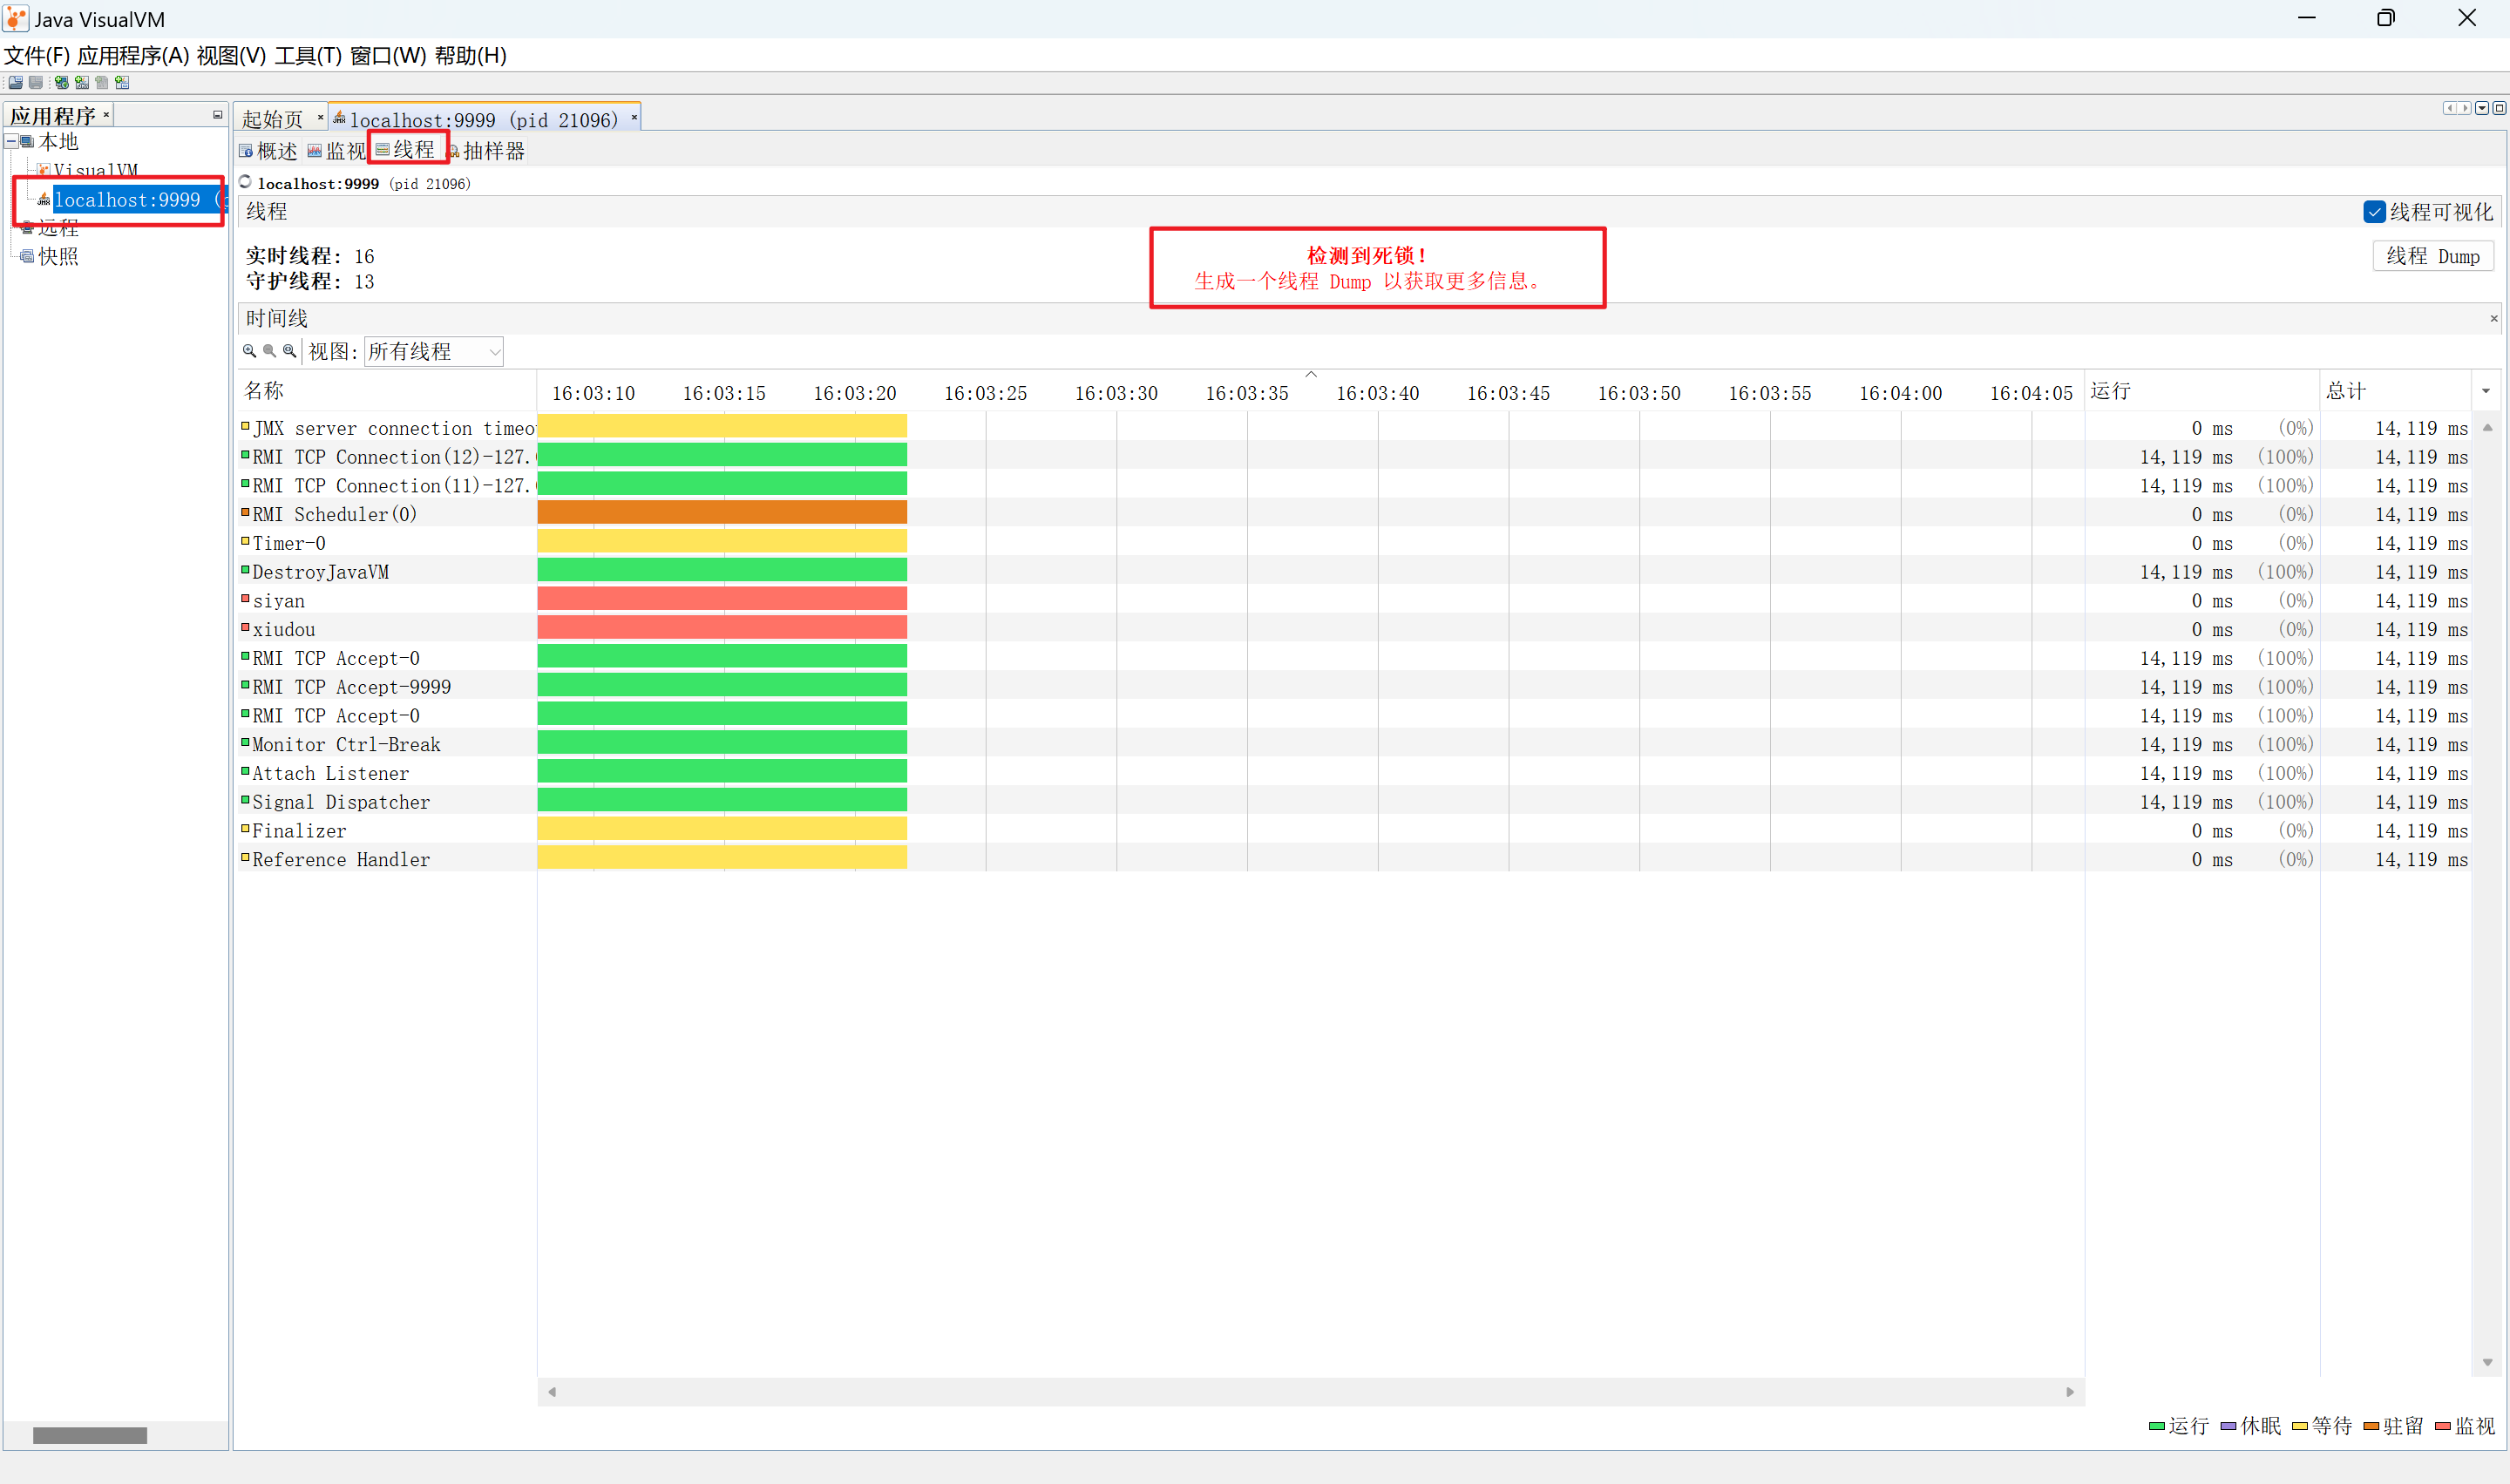 Java VisualVM
文件(F) 应用程序(A) 视图(V) 工具(T) 窗口(W) 帮助(H)
应用程序
本地
VisualVM
localhost:9999
远程
快照
起始页 localhost:9999 (pid 21096)
概述 监视 线程 抽样器
localhost:9999 (pid 21096)
线程
线程可视化
实时线程: 16
守护线程: 13
检测到死锁!
生成一个线程 Dump 以获取更多信息。
线程 Dump
时间线
视图: 所有线程
名称 16:03:10 16:03:15 16:03:20 16:03:25 16:03:30 16:03:35 16:03:40 16:03:45 16:03:50 16:03:55 16:04:00 16:04:05 运行 总计
JMX server connection timeou 0 ms (0%) 14,119 ms
RMI TCP Connection(12)-127. 14,119 ms (100%) 14,119 ms
RMI TCP Connection(11)-127. 14,119 ms (100%) 14,119 ms
RMI Scheduler(0) 0 ms (0%) 14,119 ms
Timer-0 0 ms (0%) 14,119 ms
DestroyJavaVM 14,119 ms (100%) 14,119 ms
siyan 0 ms (0%) 14,119 ms
xiudou 0 ms (0%) 14,119 ms
RMI TCP Accept-0 14,119 ms (100%) 14,119 ms
RMI TCP Accept-9999 14,119 ms (100%) 14,119 ms
RMI TCP Accept-0 14,119 ms (100%) 14,119 ms
Monitor Ctrl-Break 14,119 ms (100%) 14,119 ms
Attach Listener 14,119 ms (100%) 14,119 ms
Signal Dispatcher 14,119 ms (100%) 14,119 ms
Finalizer 0 ms (0%) 14,119 ms
Reference Handler 0 ms (0%) 14,119 ms
运行 休眠 等待 驻留 监视